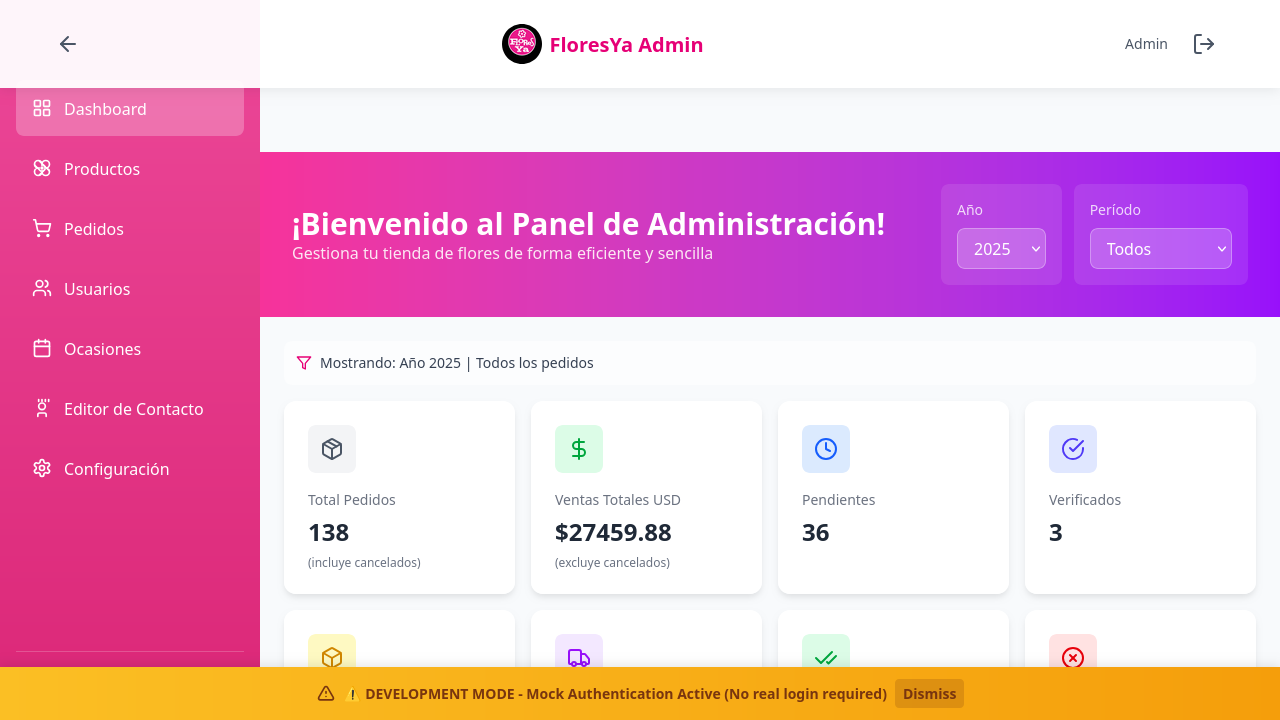 FloresYa Admin
Admin
Dashboard
Productos
Pedidos
Usuarios
Ocasiones
Editor de Contacto
Configuración
¡Bienvenido al Panel de Administración!
Gestiona tu tienda de flores de forma eficiente y sencilla
Año
2025
Período
Todos
Mostrando: Año 2025 | Todos los pedidos
Total Pedidos
138
(incluye cancelados)
Ventas Totales USD
$27459.88
(excluye cancelados)
Pendientes
36
Verificados
3
⚠️ DEVELOPMENT MODE - Mock Authentication Active (No real login required)
Dismiss